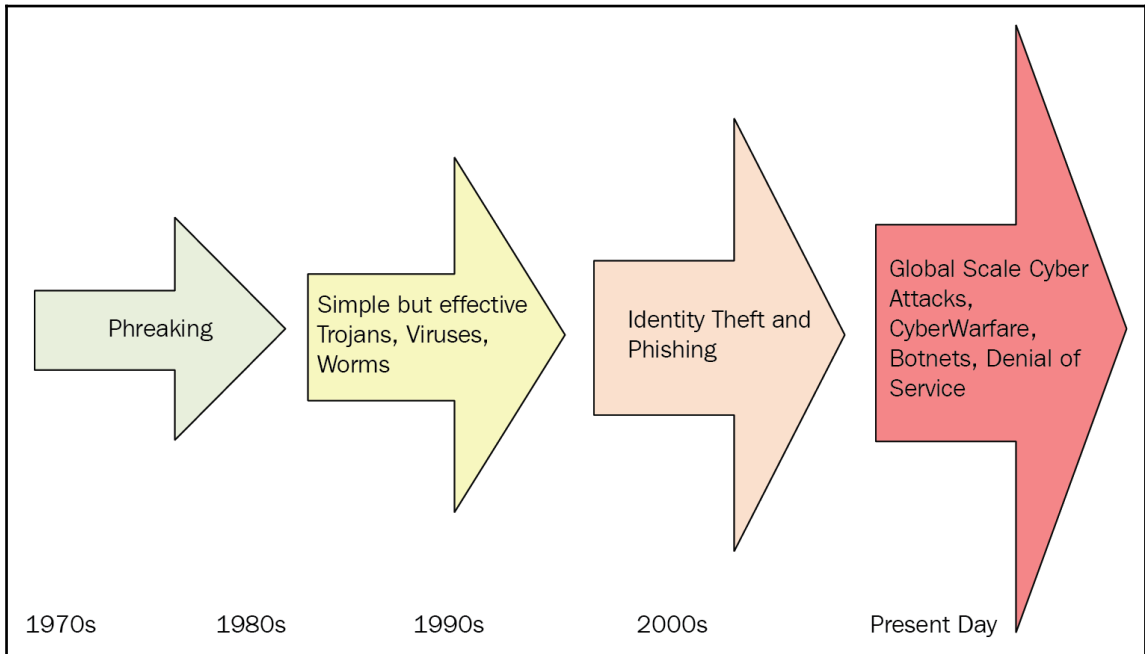 Phreaking
Simple but effective
Trojans, Viruses,
Worms
Identity Theft and
Phishing
Global Scale Cyber
Attacks,
CyberWarfare,
Botnets, Denial of
Service
1970s
1980s
1990s
2000s
Present Day